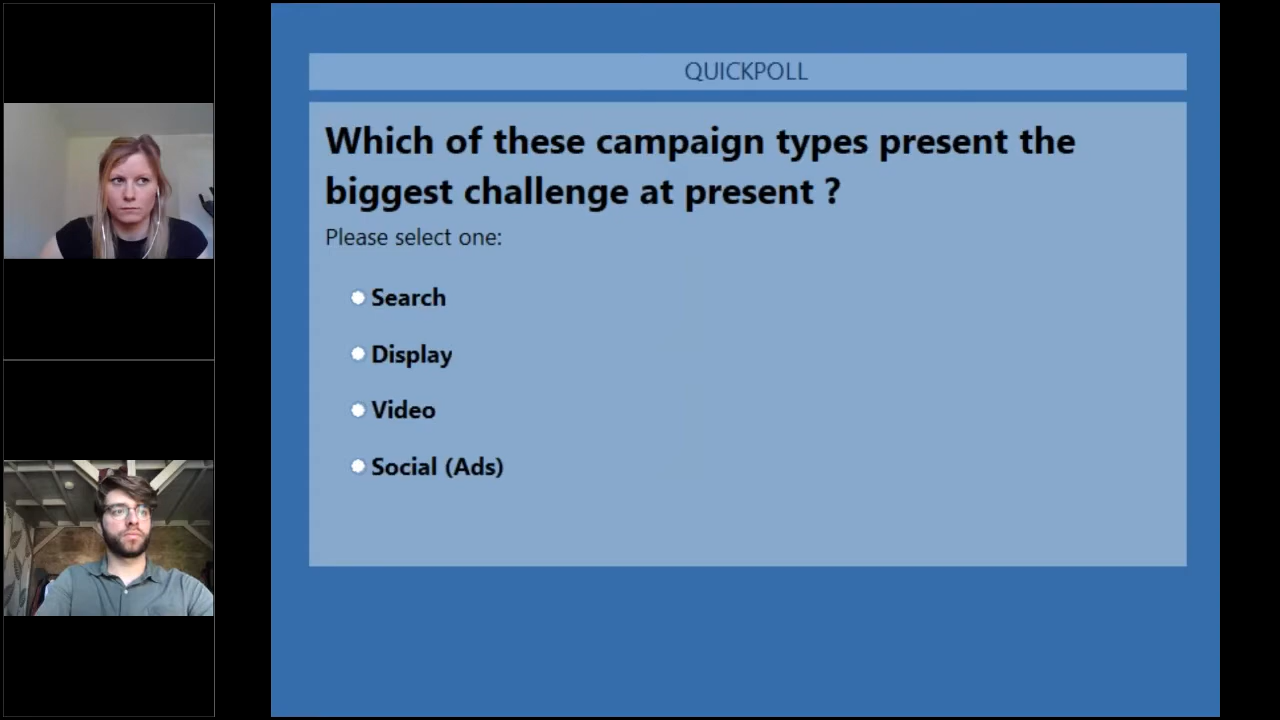 QUICKPOLL
Which of these campaign types present the
biggest challenge at present ?
Please select one:
Search
Display
Video
Social (Ads)